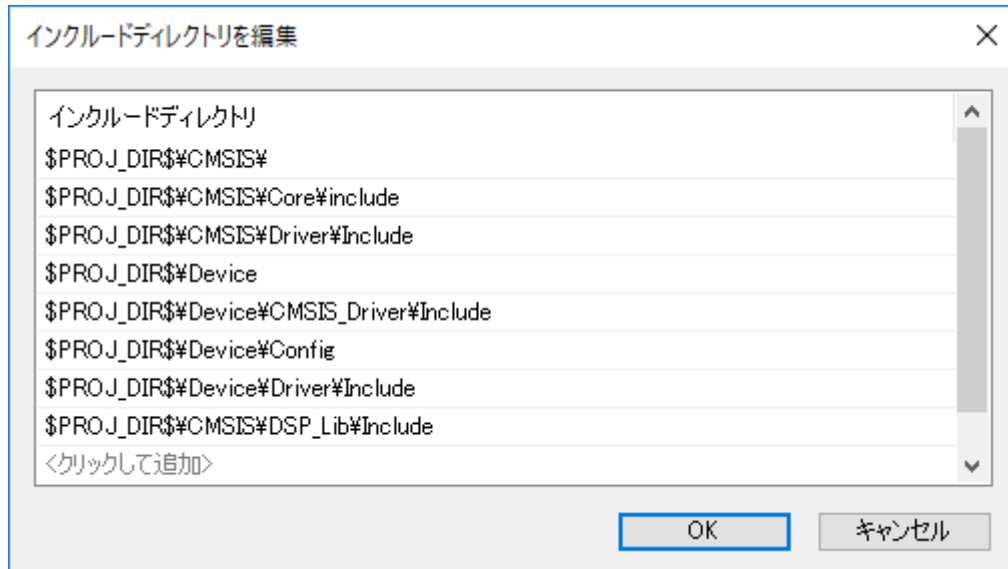 インクルードディレクトリを編集
インクルードディレクトリ
$PROJ_DIR$¥CMSIS¥
$PROJ_DIR$¥CMSIS¥Core¥include
$PROJ_DIR$¥CMSIS¥Driver¥Include
$PROJ_DIR$¥Device
$PROJ_DIR$¥Device¥CMSIS_Driver¥Include
$PROJ_DIR$¥Device¥Config
$PROJ_DIR$¥Device¥Driver¥Include
$PROJ_DIR$¥CMSIS¥DSP_Lib¥Include
<クリックして追加>
OK キャンセル